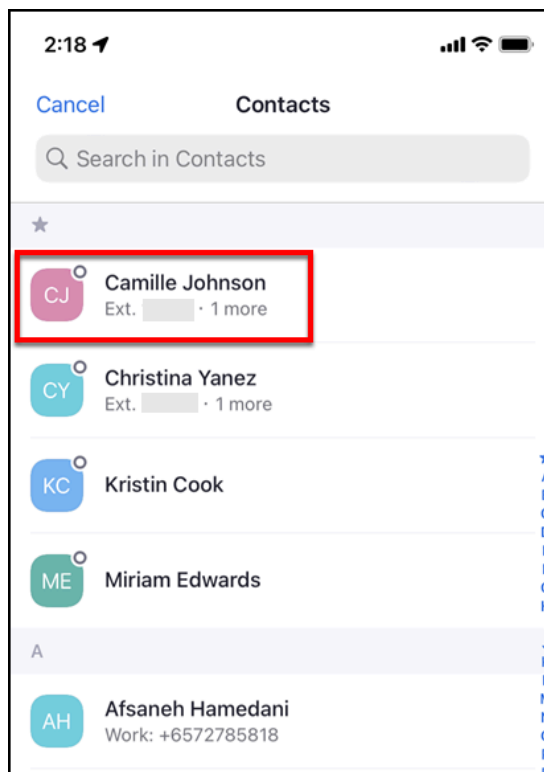 2:18
Cancel
Contacts
Search in Contacts
CJ
Camille Johnson
Ext. · 1 more
CY
Christina Yanez
Ext. · 1 more
KC
Kristin Cook
ME
Miriam Edwards
A
AH
Afsaneh Hamedani
Work: +6572785818